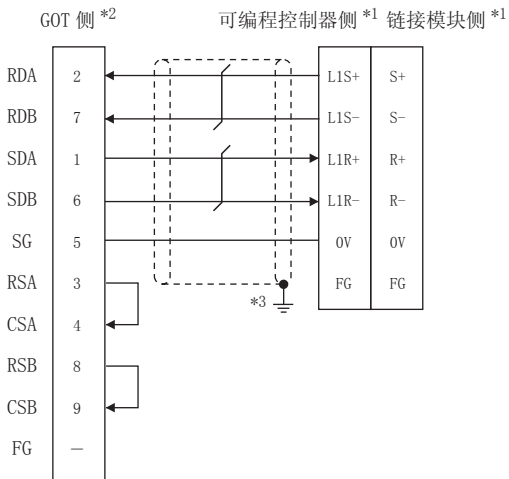 GOT 侧 *2 可编程控制器侧 *1 链接模块侧 *1
RDA 2 L1S+ S+
RDB 7 L1S- S-
SDA 1 L1R+ R+
SDB 6 L1R- R-
SG 5 0V 0V
RSA 3 FG FG
*3
CSA 4
RSB 8
CSB 9
FG —